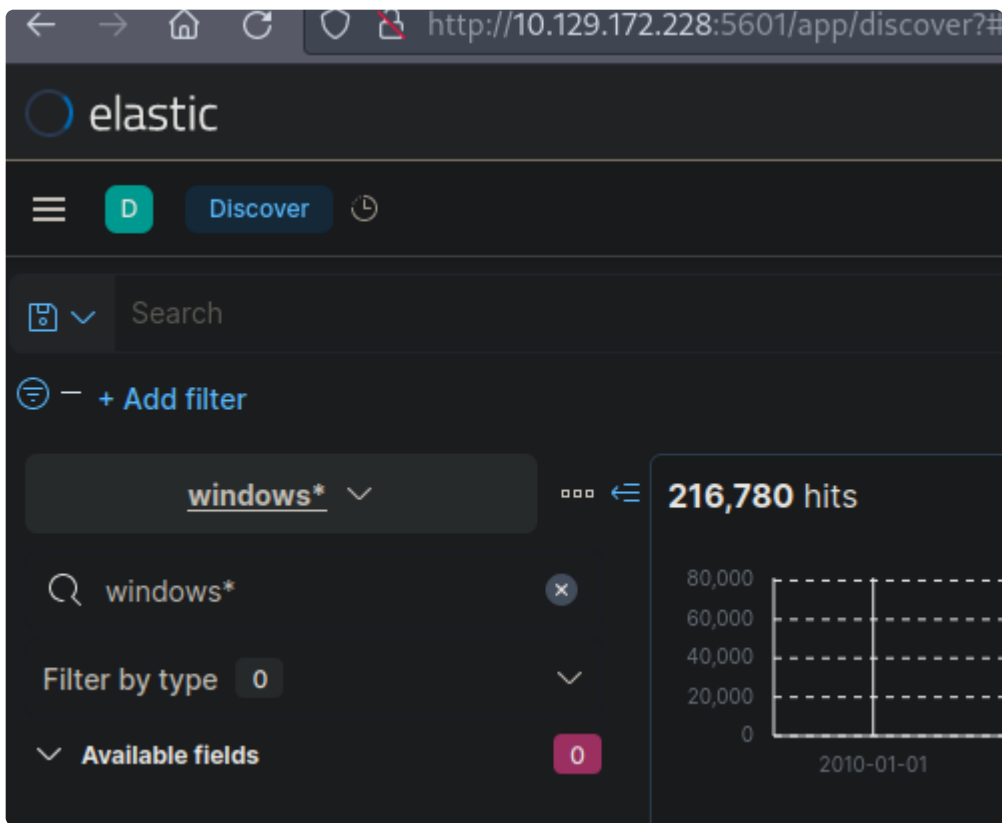 http://10.129.172.228:5601/app/discover?#
elastic
D Discover
Search
+ Add filter
windows* 216,780 hits
windows*
Filter by type 0
Available fields 0
80,000
60,000
40,000
20,000
0
2010-01-01